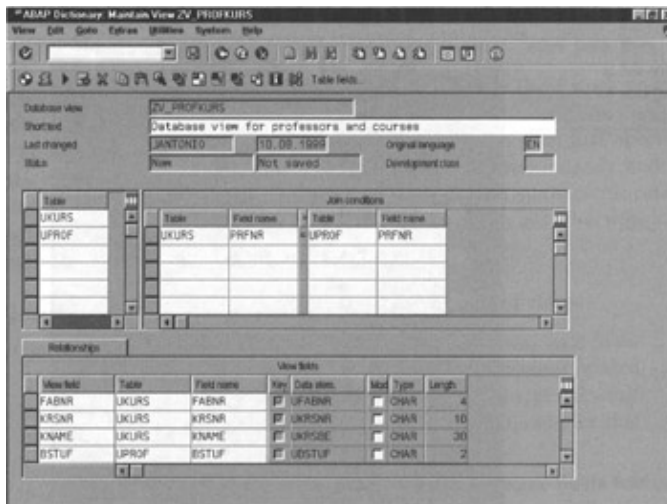 ABAP Dictionary: Maintain View ZV_PROFKURS
View Edit Goto Extras Utilities System Help
Table fields...
Database view ZV_PROFKURS
Short text Database view for professors and courses
Last changed JANTONIO 10.08.1999 Original language EN
Status New Not saved Development class
Table
UKURS
UPROF
Join conditions
Table Field name = Table Field name
UKURS PRFNR = UPROF PRFNR
Relationships
View fields
View field Table Field name Key Data elem. Mod Type Length
FABNR UKURS FABNR UFABNR CHAR 4
KRSNR UKURS KRSNR UKRSNR CHAR 10
KNAME UKURS KNAME UKRSBE CHAR 30
BSTUF UPROF BSTUF UBSTUF CHAR 2